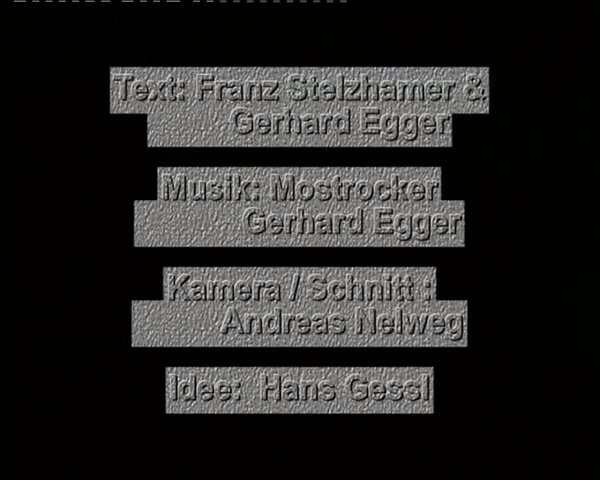 Text: Franz Stelzhamer &
Gerhard Egger
Musik: Mostrocker
Gerhard Egger
Kamera / Schnitt :
Andreas Nelweg
Idee: Hans Gessl